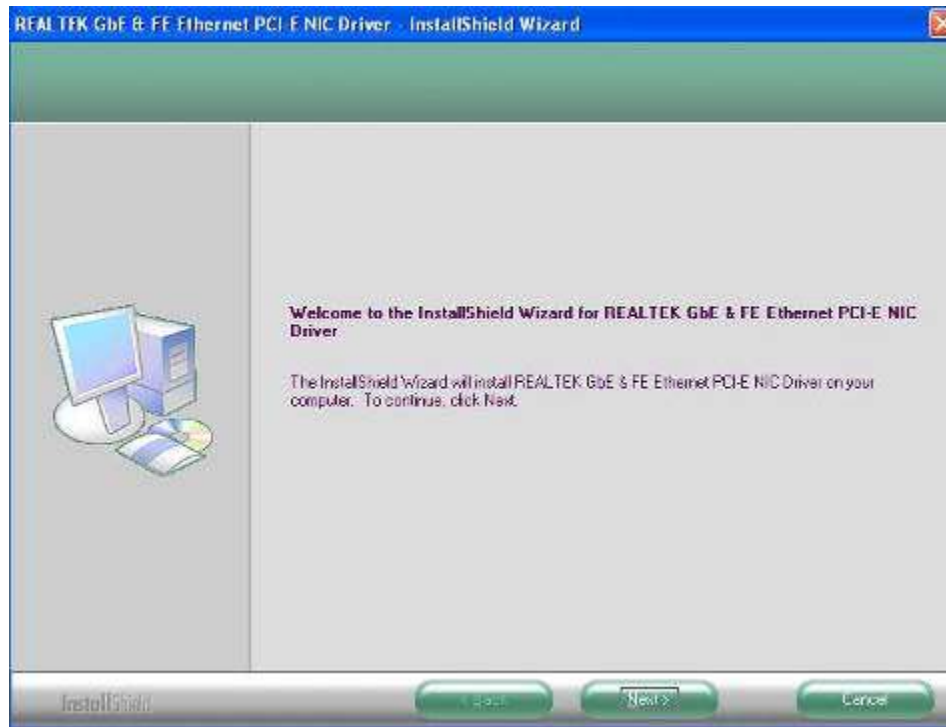 REALTEK GbE & FE Ethernet PCI-E NIC Driver - InstallShield Wizard
Welcome to the InstallShield Wizard for REALTEK GbE & FE Ethernet PCI-E NIC
Driver
The InstallShield Wizard will install REALTEK GbE & FE Ethernet PCI-E NIC Driver on your
computer. To continue, click Next.
InstallShield
< Back
Next >
Cancel